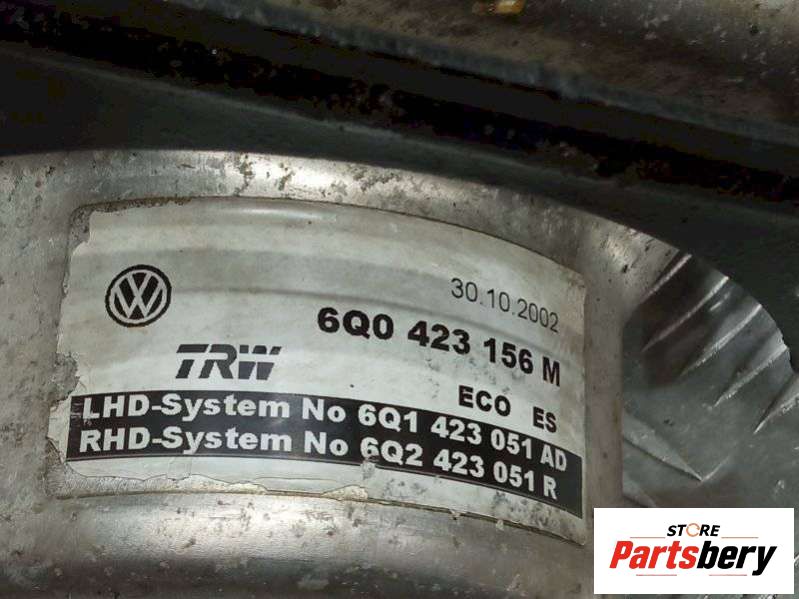 30.10.2002
VW
6Q0 423 156 M
TRW
ECO ES
LHD-System No 6Q1 423 051 AD
RHD-System No 6Q2 423 051 R
STORE
Partsbery